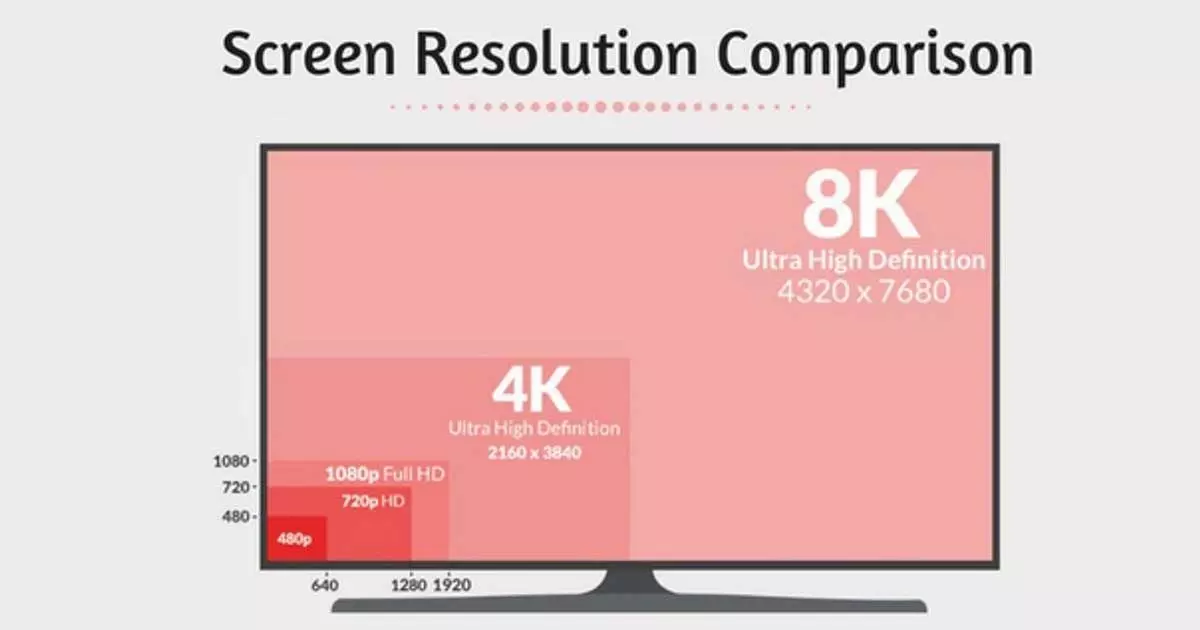 Screen Resolution Comparison
8K
Ultra High Definition
4320 x 7680
4K
Ultra High Definition
2160 x 3840
1080
1080p Full HD
720
720p HD
480
480p
640
1280
1920